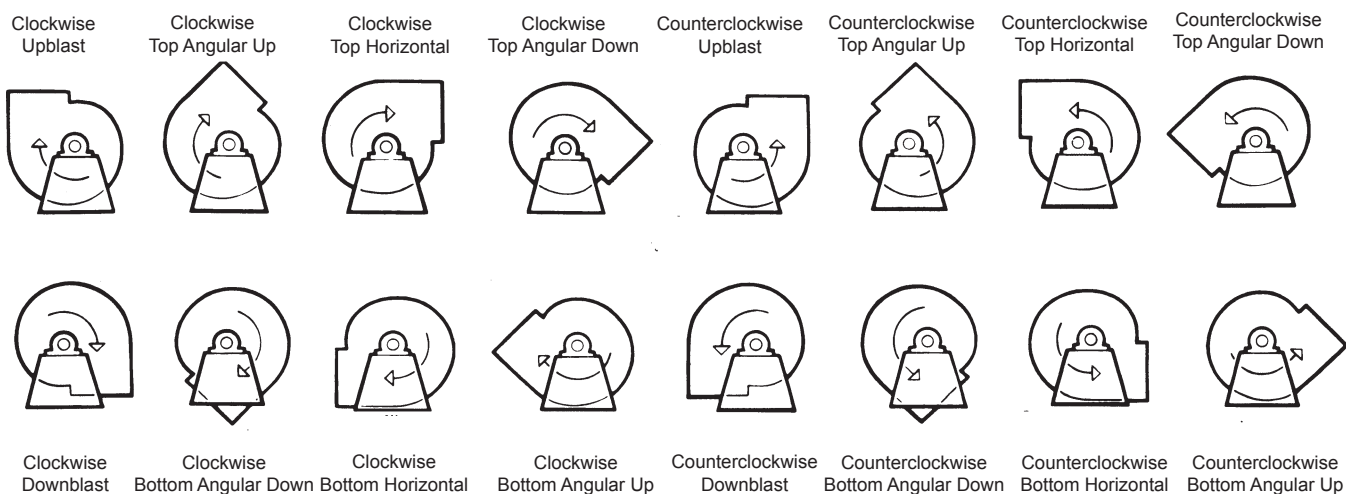 Clockwise
Upblast
Clockwise
Top Angular Up
Clockwise
Top Horizontal
Clockwise
Top Angular Down
Counterclockwise
Upblast
Counterclockwise
Top Angular Up
Counterclockwise
Top Horizontal
Counterclockwise
Top Angular Down
Clockwise
Downblast
Clockwise
Bottom Angular Down
Clockwise
Bottom Horizontal
Clockwise
Bottom Angular Up
Counterclockwise
Downblast
Counterclockwise
Bottom Angular Down
Counterclockwise
Bottom Horizontal
Counterclockwise
Bottom Angular Up